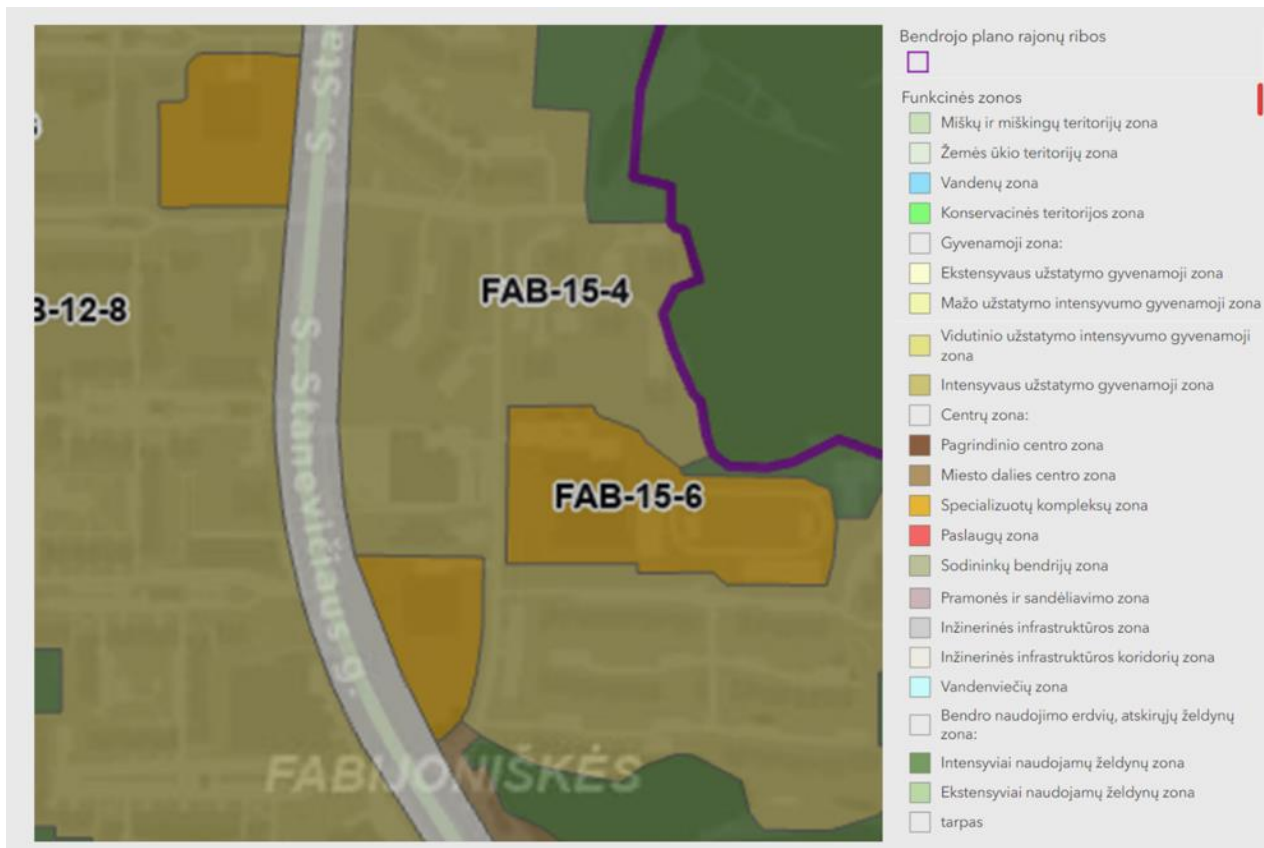 S. Sta
FAB-15-4
3-12-8
S. Stanevičiaus g.
FAB-15-6
FABIJONIŠKĖS
Bendrojo plano rajonų ribos
Funkcinės zonos
Miškų ir miškingų teritorijų zona
Žemės ūkio teritorijų zona
Vandenų zona
Konservacinės teritorijos zona
Gyvenamoji zona:
Ekstensyvaus užstatymo gyvenamoji zona
Mažo užstatymo intensyvumo gyvenamoji zona
Vidutinio užstatymo intensyvumo gyvenamoji
zona
Intensyvaus užstatymo gyvenamoji zona
Centrų zona:
Pagrindinio centro zona
Miesto dalies centro zona
Specializuotų kompleksų zona
Paslaugų zona
Sodininkų bendrijų zona
Pramonės ir sandėliavimo zona
Inžinerinės infrastruktūros zona
Inžinerinės infrastruktūros koridorių zona
Vandenviečių zona
Bendro naudojimo erdvių, atskirųjų želdynų
zona:
Intensyviai naudojamų želdynų zona
Ekstensyviai naudojamų želdynų zona
tarpas